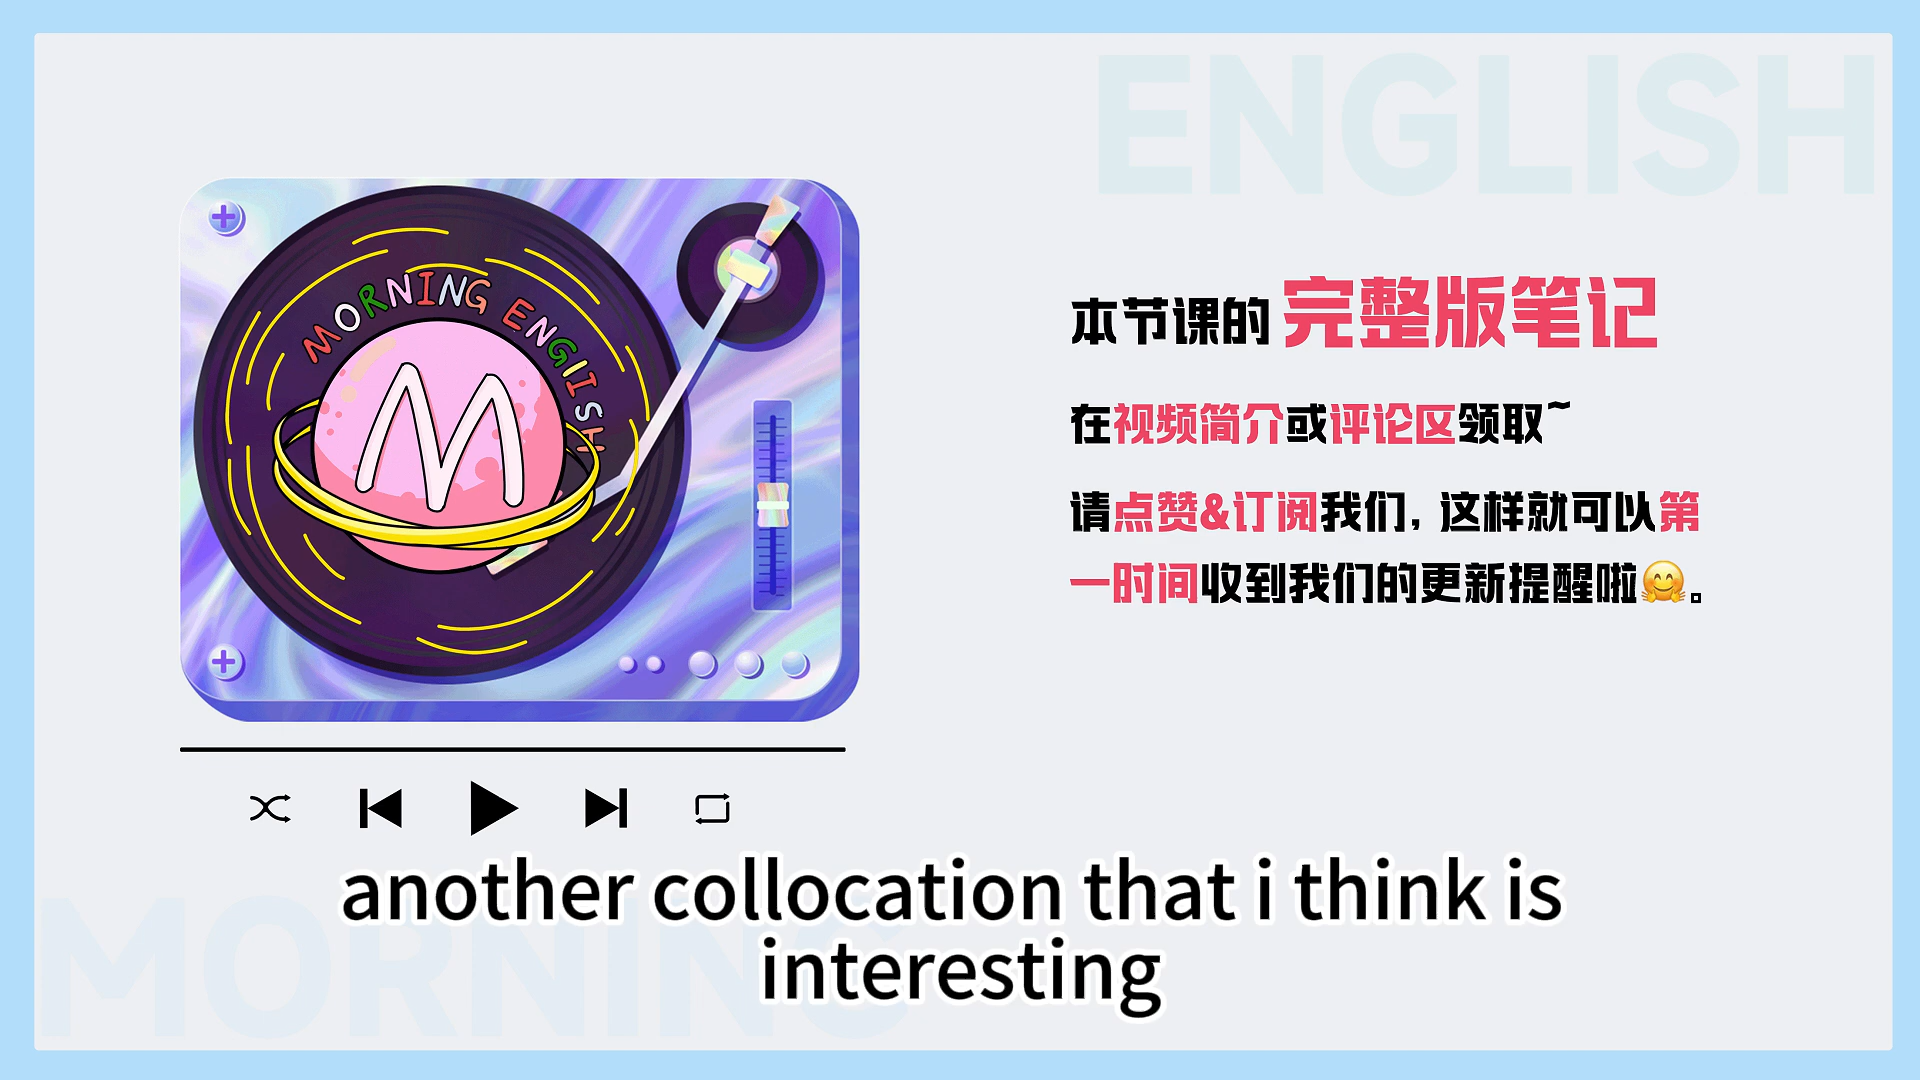 ENGLISH
MORNING ENGlISH
M
本节课的 完整版笔记
在视频简介或评论区领取~
请点赞&订阅我们，这样就可以第
一时间收到我们的更新提醒啦🤗。
another collocation that i think is
interesting
MORNING